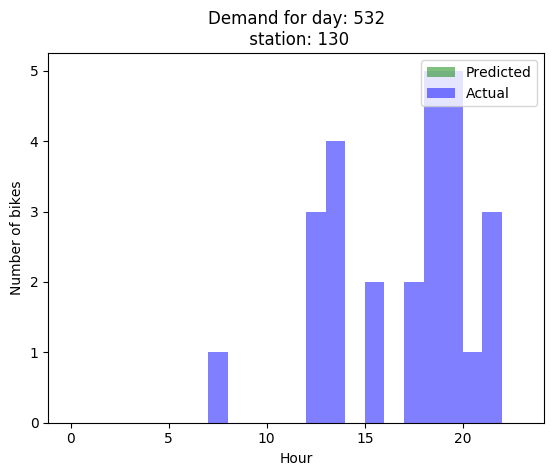 Demand for day: 532
station: 130
Predicted
Actual
Number of bikes
5
4
3
2
1
0
0
5
10
15
20
Hour